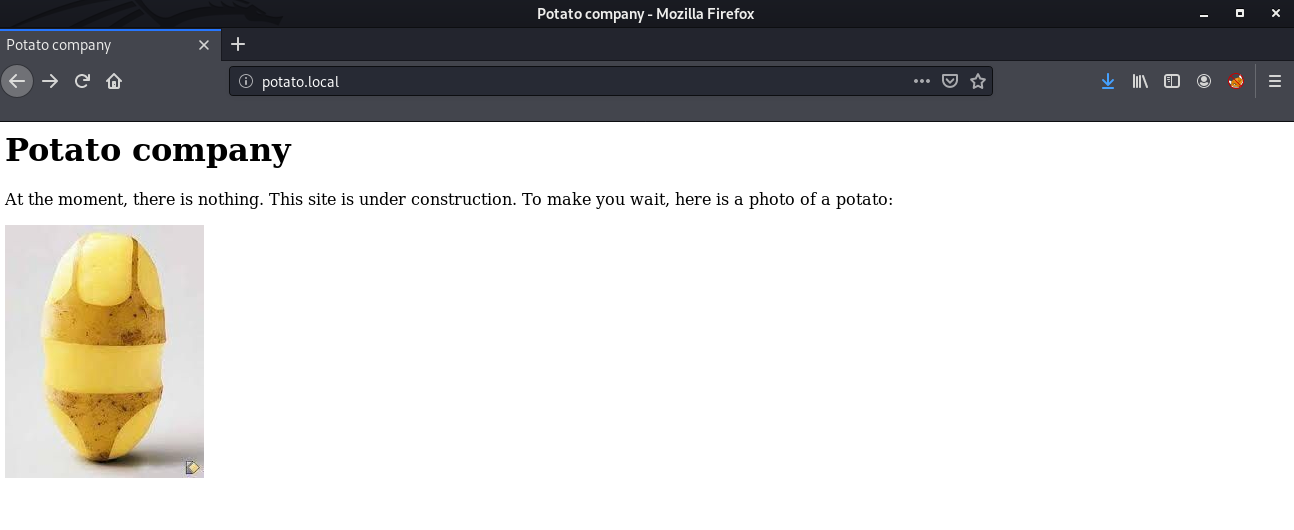 Potato company - Mozilla Firefox
Potato company
potato.local
Potato company
At the moment, there is nothing. This site is under construction. To make you wait, here is a photo of a potato: